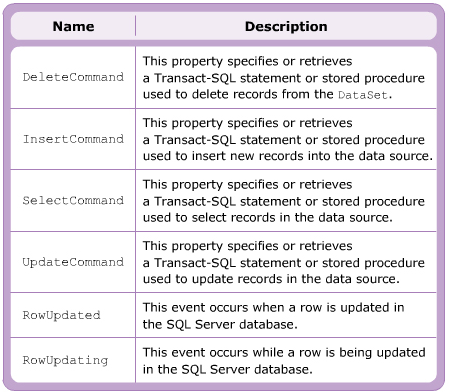 Name Description
DeleteCommand
This property specifies or retrieves
a Transact-SQL statement or stored procedure
used to delete records from the DataSet.
InsertCommand
This property specifies or retrieves
a Transact-SQL statement or stored procedure
used to insert new records into the data source.
SelectCommand
This property specifies or retrieves
a Transact-SQL statement or stored procedure
used to select records in the data source.
UpdateCommand
This property specifies or retrieves
a Transact-SQL statement or stored procedure
used to update records in the data source.
RowUpdated
This event occurs when a row is updated in
the SQL Server database.
RowUpdating
This event occurs while a row is being updated
in the SQL Server database.